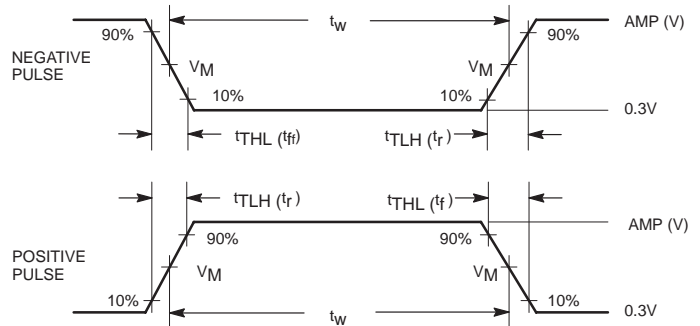 tw
AMP (V)
90%
90%
NEGATIVE
PULSE
VM
VM
10%
10%
0.3V
tTHL (tff)
tTLH (tr)
tTLH (tr)
tTHL (tf)
AMP (V)
90%
90%
POSITIVE
PULSE
VM
VM
10%
10%
tw
0.3V